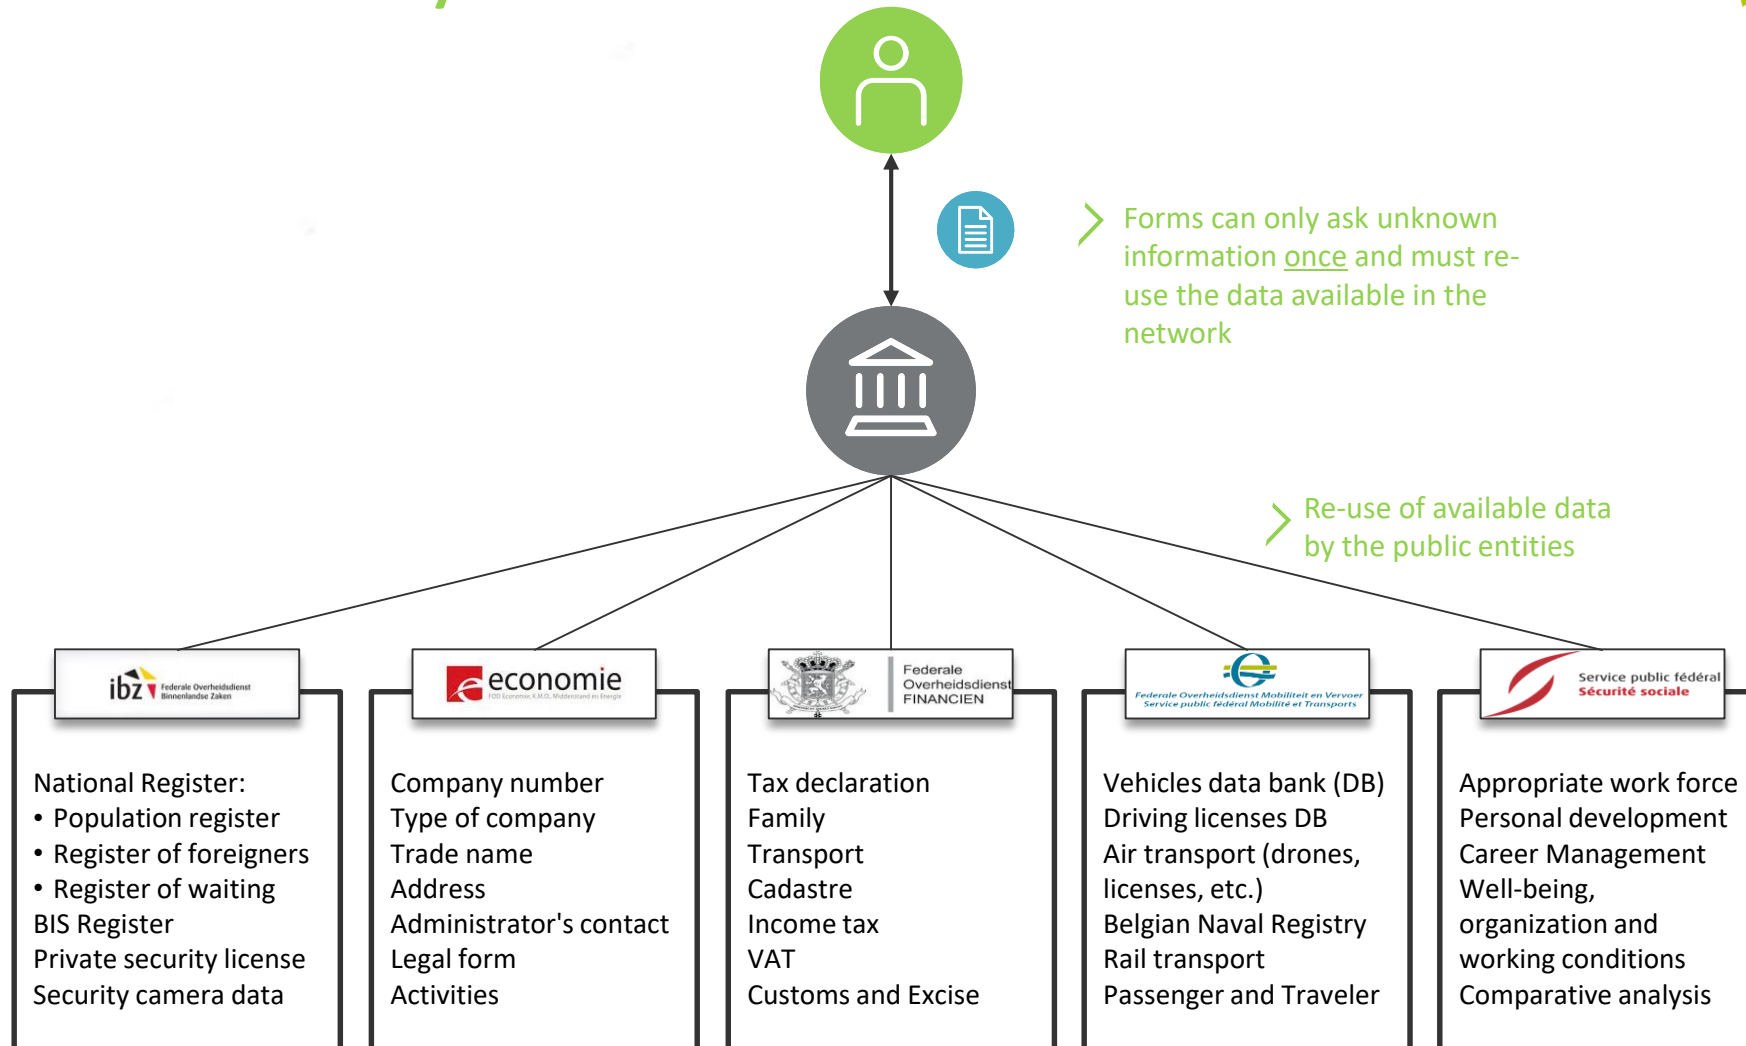 Forms can only ask unknown
information once and must re-
use the data available in the
network
Re-use of available data
by the public entities
ibz Federale Overheidsdienst
Binnenlandse Zaken
economie
FOD Economie, K.M.O., Middenstand en Energie
Federale
Overheidsdienst
FINANCIEN
Federale Overheidsdienst Mobiliteit en Vervoer
Service public fédéral Mobilité et Transports
Service public fédéral
Sécurité sociale
National Register:
• Population register
• Register of foreigners
• Register of waiting
BIS Register
Private security license
Security camera data
Company number
Type of company
Trade name
Address
Administrator's contact
Legal form
Activities
Tax declaration
Family
Transport
Cadastre
Income tax
VAT
Customs and Excise
Vehicles data bank (DB)
Driving licenses DB
Air transport (drones,
licenses, etc.)
Belgian Naval Registry
Rail transport
Passenger and Traveler
Appropriate work force
Personal development
Career Management
Well-being,
organization and
working conditions
Comparative analysis